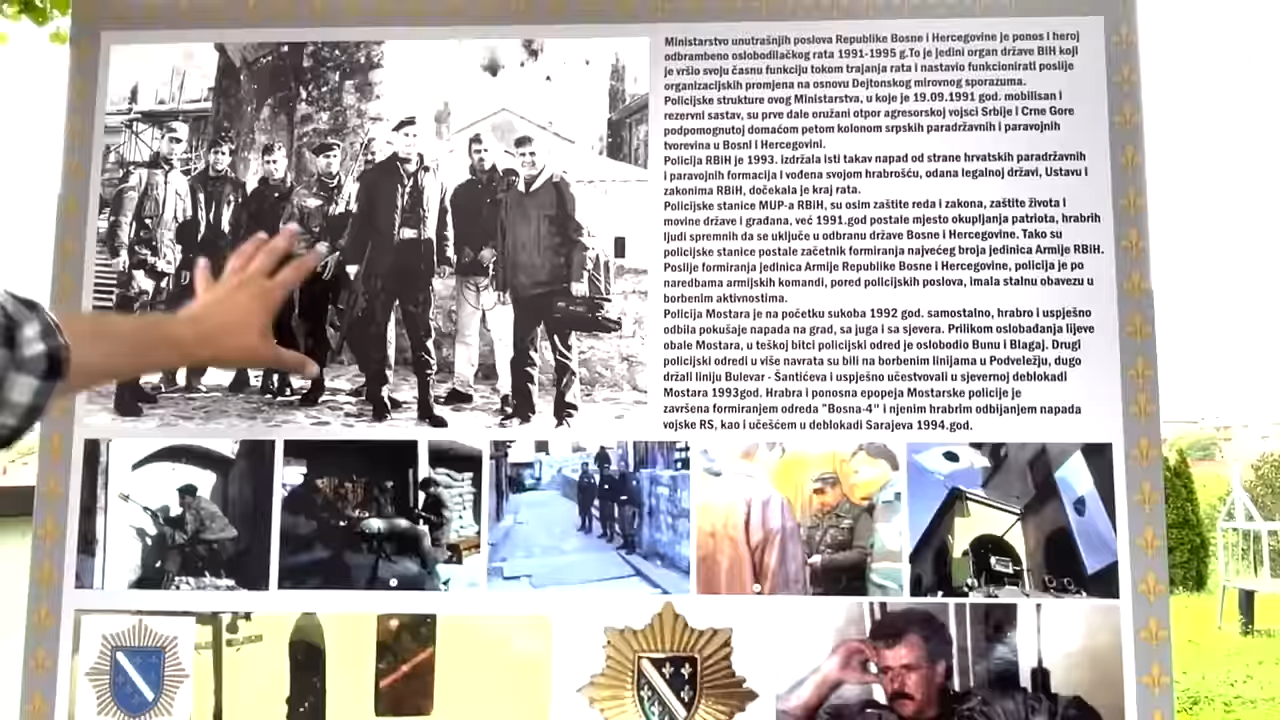 Ministarstvo unutrašnjih poslova Republike Bosne i Hercegovine je ponos i heroj
odbrambeno oslobodilačkog rata 1991-1995 g.To je jedini organ države BiH koji
je vršio svoju časnu funkciju tokom trajanja rata i nastavio funkcionirati poslije
organizacijskih promjena na osnovu Dejtonskog mirovnog sporazuma.
Policijske strukture ovog Ministarstva, u koje je 19.09.1991 god. mobilisan i
rezervni sastav, su prve dale oružani otpor agresorskoj vojsci Srbije i Crne Gore
podpomognutoj domaćom petom kolonom srpskih paradržavnih i paravojnih
tvorevina u Bosni i Hercegovini.
Policija RBiH je 1993. izdržala isti takav napad od strane hrvatskih paradržavnih
i paravojnih formacija i vođena svojom hrabrošću, odana legalnoj državi, Ustavu i
zakonima RBiH, dočekala je kraj rata.
Policijske stanice MUP-a RBiH, su osim zaštite reda i zakona, zaštite života i
movine države i građana, već 1991.god postale mjesto okupljanja patriota, hrabrih
ljudi spremnih da se uključe u odbranu države Bosne i Hercegovine. Tako su
policijske stanice postale začetnik formiranja najvećeg broja jedinica Armije RBiH.
Poslije formiranja jedinica Armije Republike Bosne i Hercegovine, policija je po
naredbama armijskih komandi, pored policijskih poslova, imala stalnu obavezu u
borbenim aktivnostima.
Policija Mostara je na početku sukoba 1992 god. samostalno, hrabro i uspješno
odbila pokušaje napada na grad, sa juga i sa sjevera. Prilikom oslobađanja lijeve
obale Mostara, u teškoj bitci policijski odred je oslobodio Bunu i Blagaj. Drugi
policijski odredi u više navrata su bili na borbenim linijama u Podveležju, dugo
držali liniju Bulevar - Šantićeva i uspješno učestvovali u sjevernoj deblokadi
Mostara 1993god. Hrabra i ponosna epopeja Mostarske policije je
završena formiranjem odreda "Bosna-4" i njenim hrabrim odbijanjem napada
vojske RS, kao i učešćem u deblokadi Sarajeva 1994.god.